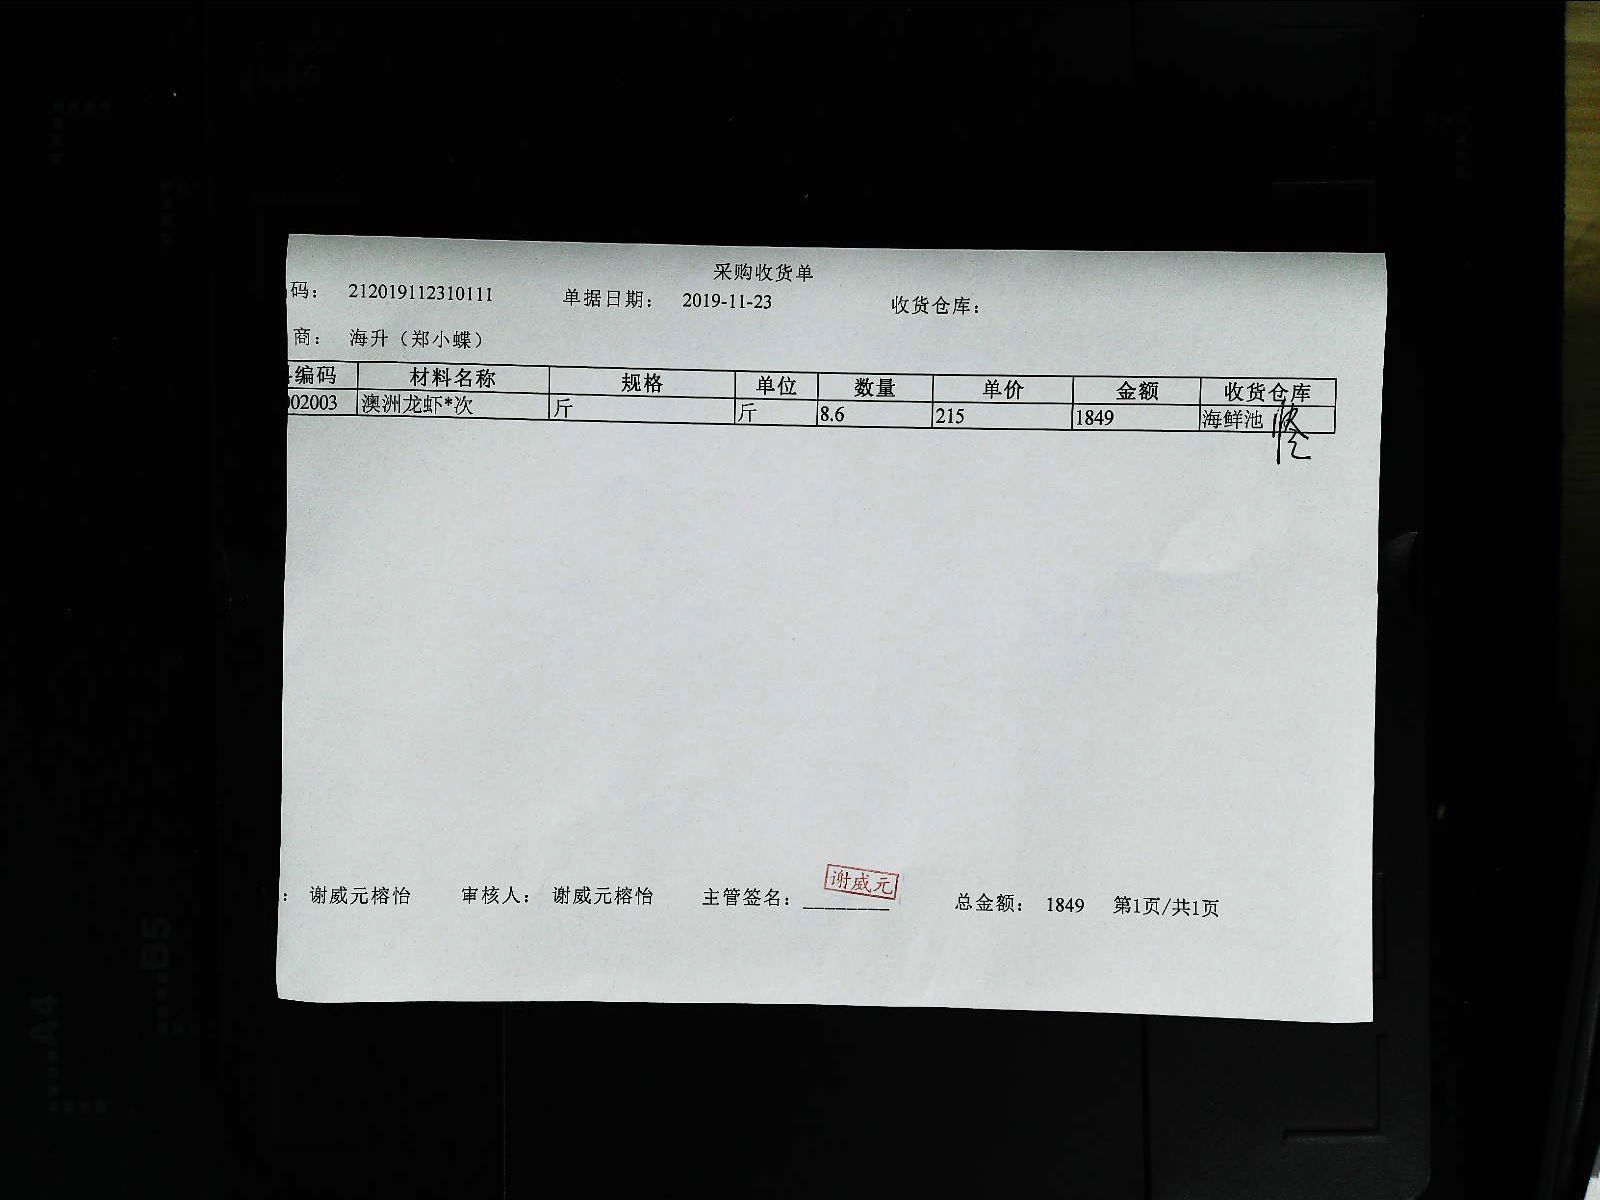 采购收货单
码： 212019112310111 单据日期： 2019-11-23 收货仓库：
商： 海升（郑小蝶）
编码 材料名称 规格 单位 数量 单价 金额 收货仓库
002003 澳洲龙虾*次 斤 斤 8.6 215 1849 海鲜池
谢威元
： 谢威元榕怡 审核人： 谢威元榕怡 主管签名：________ 总金额： 1849 第1页/共1页
B5
A4